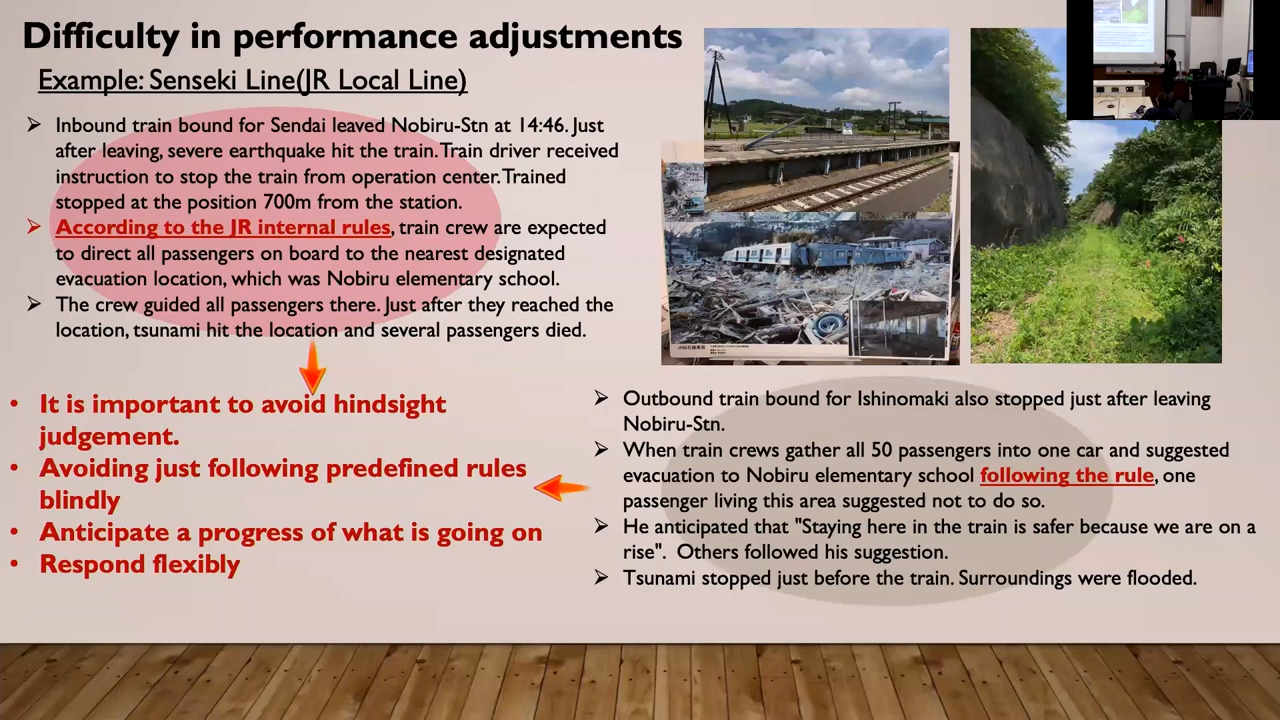 Difficulty in performance adjustments
Example: Senseki Line(JR Local Line)
Inbound train bound for Sendai leaved Nobiru-Stn at 14:46. Just
after leaving, severe earthquake hit the train. Train driver received
instruction to stop the train from operation center. Trained
stopped at the position 700m from the station.
According to the JR internal rules, train crew are expected
to direct all passengers on board to the nearest designated
evacuation location, which was Nobiru elementary school.
The crew guided all passengers there. Just after they reached the
location, tsunami hit the location and several passengers died.
It is important to avoid hindsight
judgement.
Avoiding just following predefined rules
blindly
Anticipate a progress of what is going on
Respond flexibly
Outbound train bound for Ishinomaki also stopped just after leaving
Nobiru-Stn.
When train crews gather all 50 passengers into one car and suggested
evacuation to Nobiru elementary school following the rule, one
passenger living this area suggested not to do so.
He anticipated that "Staying here in the train is safer because we are on a
rise". Others followed his suggestion.
Tsunami stopped just before the train. Surroundings were flooded.